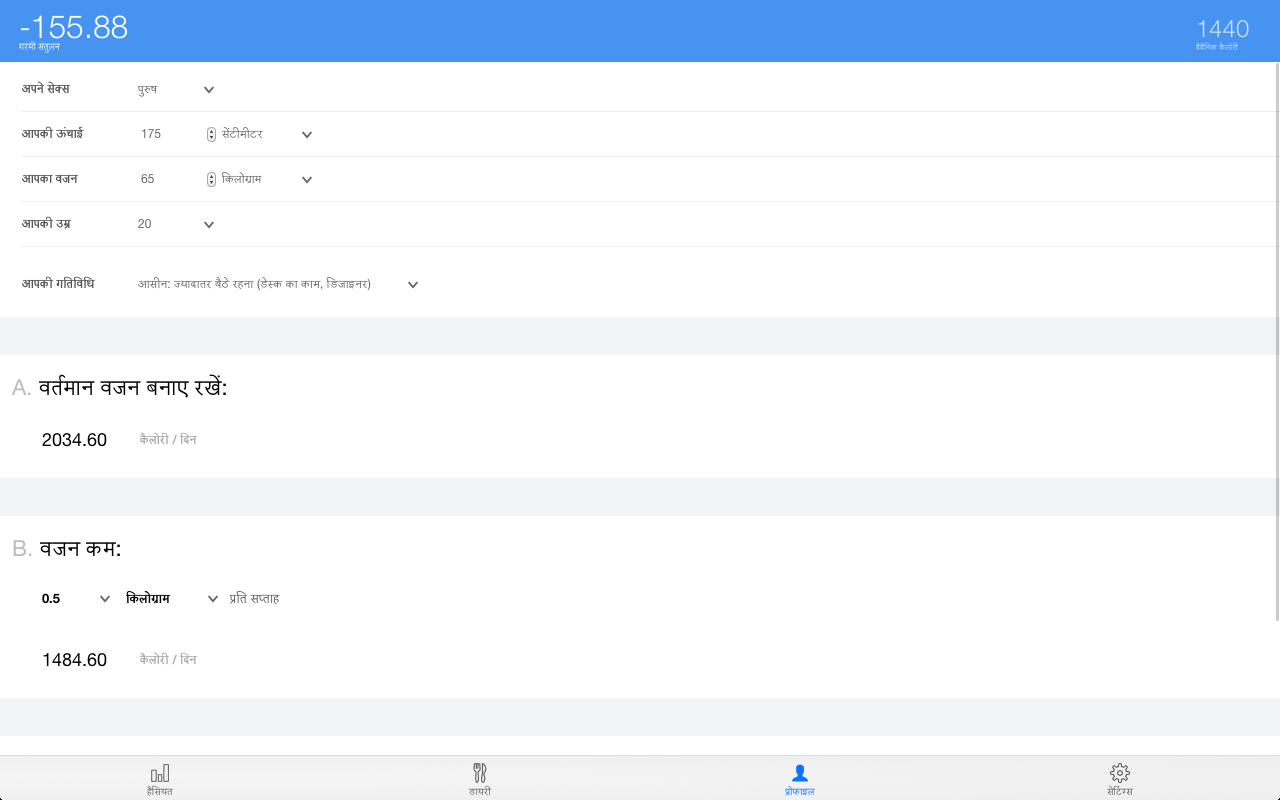 -155.88
गरमी संतुलन
1440
वैदैनिक कैलोरी
अपने सेक्स पुरुष
आपकी ऊंचाई 175 सेंटीमीटर
आपका वजन 65 किलोग्राम
आपकी उम्र 20
आपकी गतिविधि आसीन: ज्यादातर बैठे रहना (डेस्क का काम, डिजाइनर)
A. वर्तमान वजन बनाए रखें:
2034.60 कैलोरी / दिन
B. वजन कम:
0.5 किलोग्राम प्रति सप्ताह
1484.60 कैलोरी / दिन
हैसियत
डायरी
प्रोफाइल
सेटिंग्स